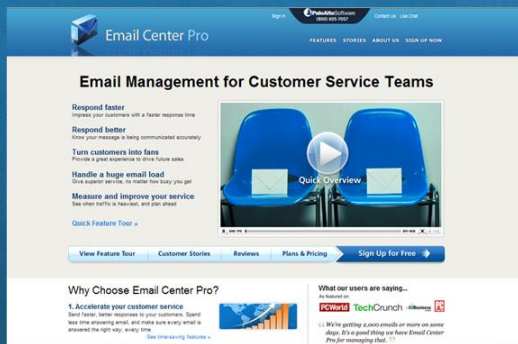 Sign in
PaloAltoSoftware
(800) 605-7057
Contact Us Live Chat
Email Center Pro
FEATURES STORIES ABOUT US SIGN UP NOW
Email Management for Customer Service Teams
Respond faster
Impress your customers with a faster response time
Respond better
Know your message is being communicated accurately
Turn customers into fans
Provide a great experience to drive future sales
Handle a huge email load
Give superior service, no matter how busy you get
Measure and improve your service
See when traffic is heaviest, and plan ahead
Quick Feature Tour »
Quick Overview
View Feature Tour
Customer Stories
Reviews
Plans & Pricing
Sign Up for Free
Why Choose Email Center Pro?
1. Accelerate your customer service
Send faster, better responses to your customers. Spend
less time answering email, and make sure every email is
answered the right way, every time.
See time-saving features »
What our users are saying...
As featured on:
PCWorld TechCrunch
“ We're getting 2,000 emails or more on some
days. It's a good thing we have Email Center
Pro for managing that. ”